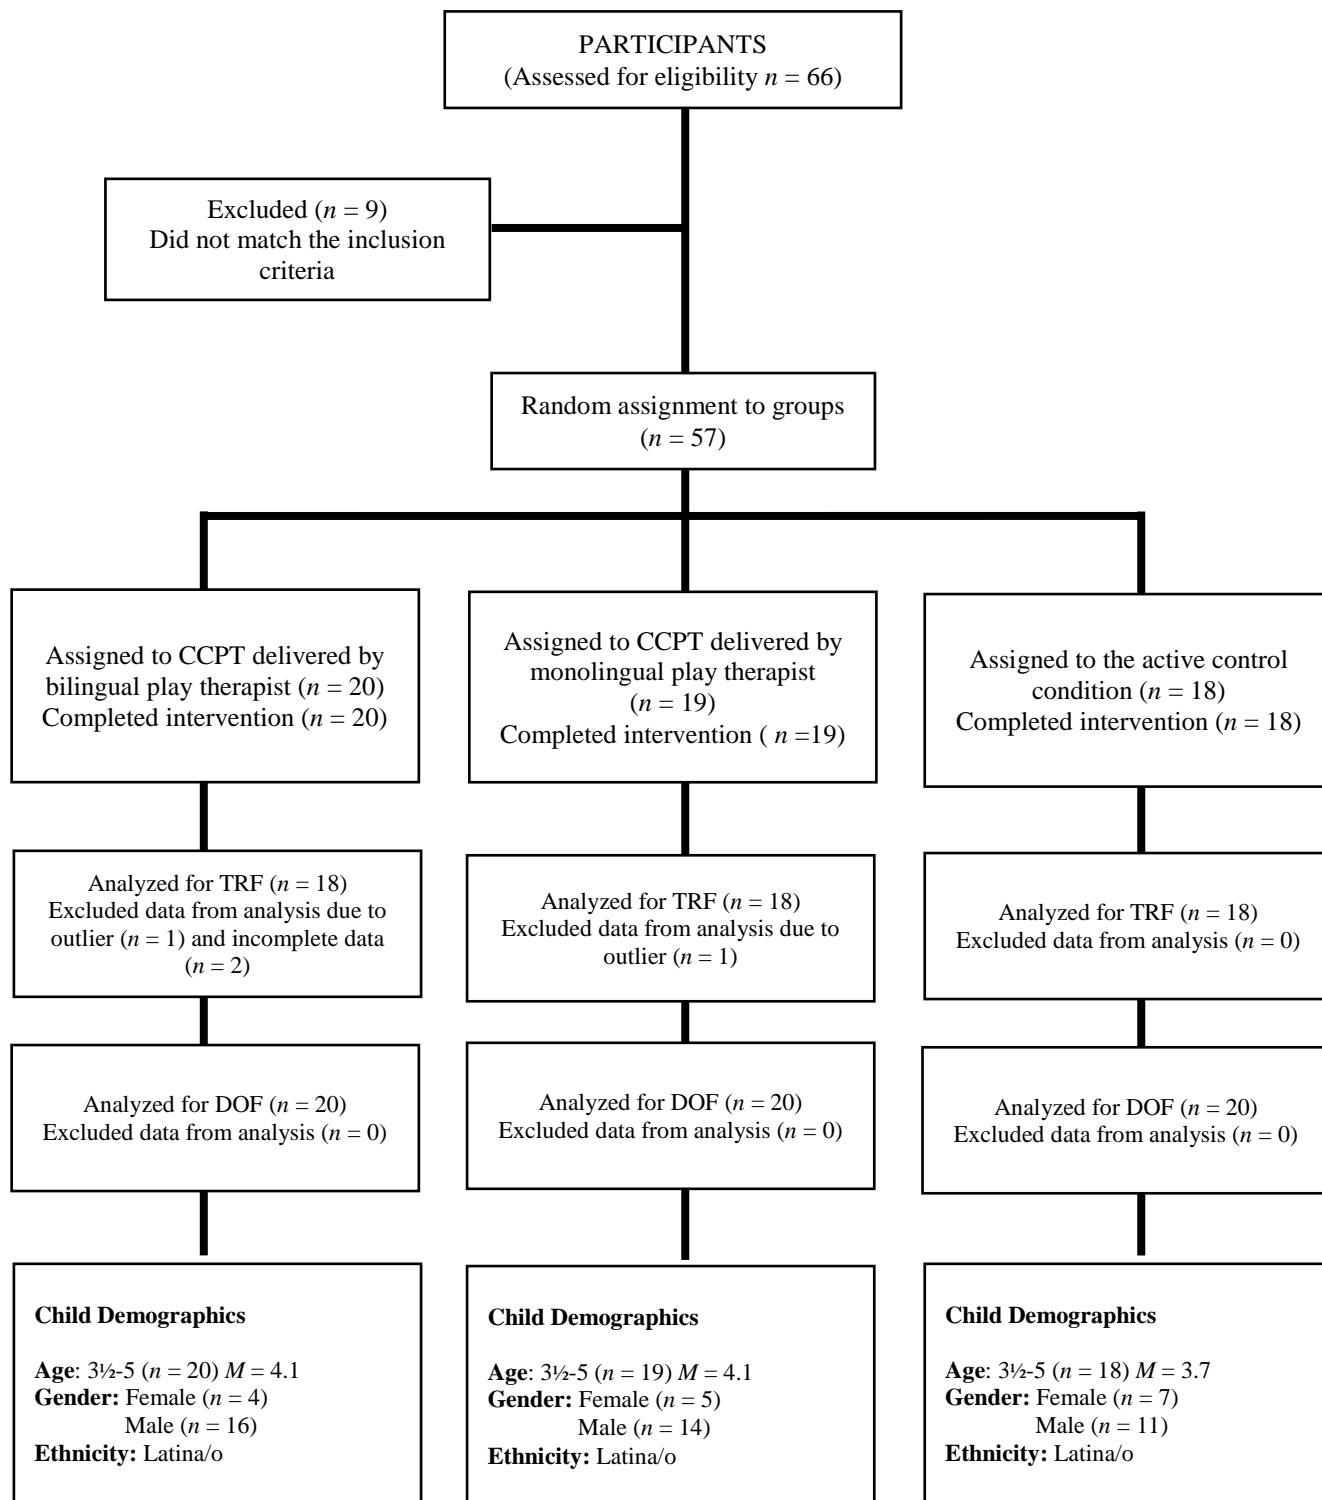 PARTICIPANTS
(Assessed for eligibility n = 66)
Excluded (n = 9)
Did not match the inclusion
criteria
Random assignment to groups
(n = 57)
Assigned to CCPT delivered by
bilingual play therapist (n = 20)
Completed intervention (n = 20)
Assigned to CCPT delivered by
monolingual play therapist
(n = 19)
Completed intervention ( n =19)
Assigned to the active control
condition (n = 18)
Completed intervention (n = 18)
Analyzed for TRF (n = 18)
Excluded data from analysis due to
outlier (n = 1) and incomplete data
(n = 2)
Analyzed for TRF (n = 18)
Excluded data from analysis due to
outlier (n = 1)
Analyzed for TRF (n = 18)
Excluded data from analysis (n = 0)
Analyzed for DOF (n = 20)
Excluded data from analysis (n = 0)
Analyzed for DOF (n = 20)
Excluded data from analysis (n = 0)
Analyzed for DOF (n = 20)
Excluded data from analysis (n = 0)
Child Demographics
Age: 3½-5 (n = 20) M = 4.1
Gender: Female (n = 4)
Male (n = 16)
Ethnicity: Latina/o
Child Demographics
Age: 3½-5 (n = 19) M = 4.1
Gender: Female (n = 5)
Male (n = 14)
Ethnicity: Latina/o
Child Demographics
Age: 3½-5 (n = 18) M = 3.7
Gender: Female (n = 7)
Male (n = 11)
Ethnicity: Latina/o